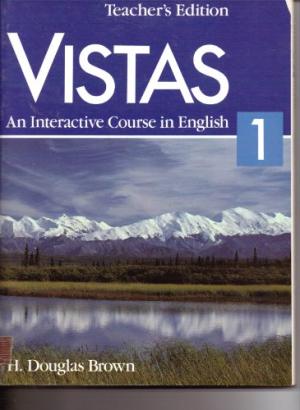 Teacher's Edition
VISTAS
An Interactive Course in English
1
H. Douglas Brown